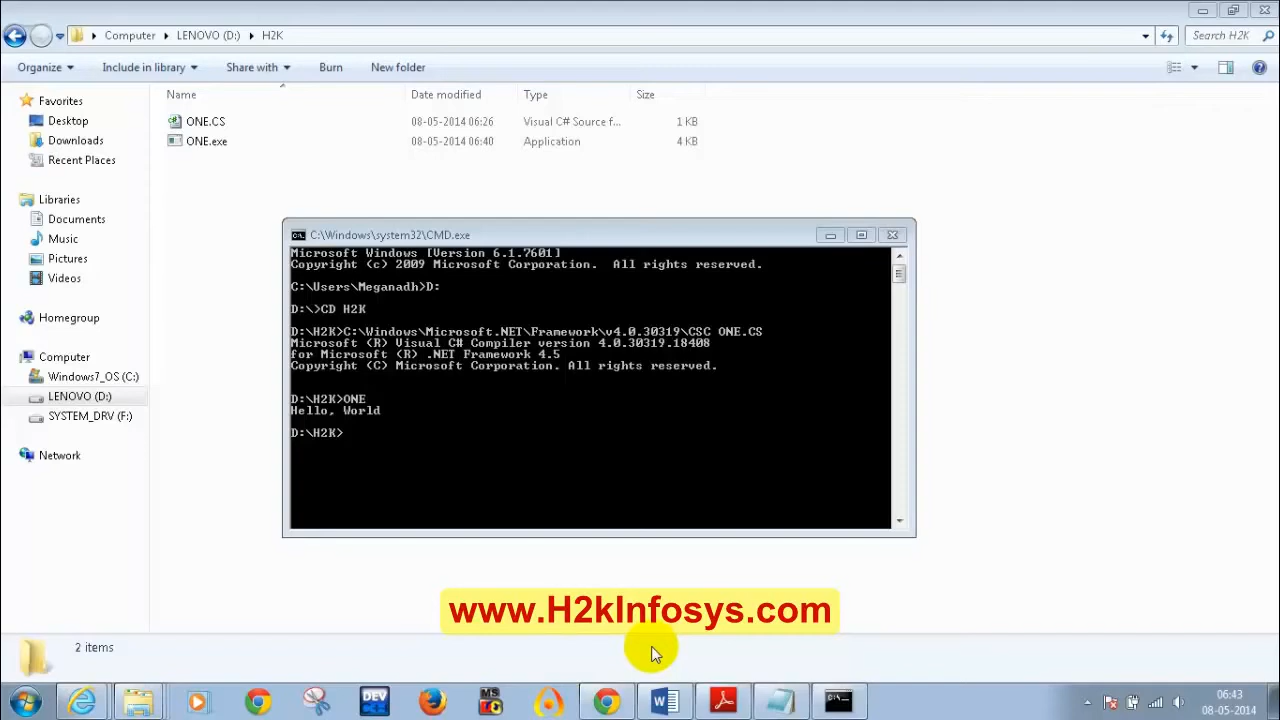 Computer LENOVO (D:) H2K
Search H2K
Organize Include in library Share with Burn New folder
Name Date modified Type Size
ONE.CS 08-05-2014 06:26 Visual C# Source f... 1 KB
ONE.exe 08-05-2014 06:40 Application 4 KB
Favorites
Desktop
Downloads
Recent Places
Libraries
Documents
Music
Pictures
Videos
Homegroup
Computer
Windows7_OS (C:)
LENOVO (D:)
SYSTEM_DRV (F:)
Network
C:\Windows\system32\CMD.exe
Microsoft Windows [Version 6.1.7601]
Copyright (c) 2009 Microsoft Corporation. All rights reserved.
C:\Users\Meganadh>D:
D:\>CD H2K
D:\H2K>C:\Windows\Microsoft.NET\Framework\v4.0.30319\CSC ONE.CS
Microsoft (R) Visual C# Compiler version 4.0.30319.18408
for Microsoft (R) .NET Framework 4.5
Copyright (C) Microsoft Corporation. All rights reserved.
D:\H2K>ONE
Hello, World
D:\H2K>
www.H2kInfosys.com
2 items
DEV
MS
06:43
08-05-2014